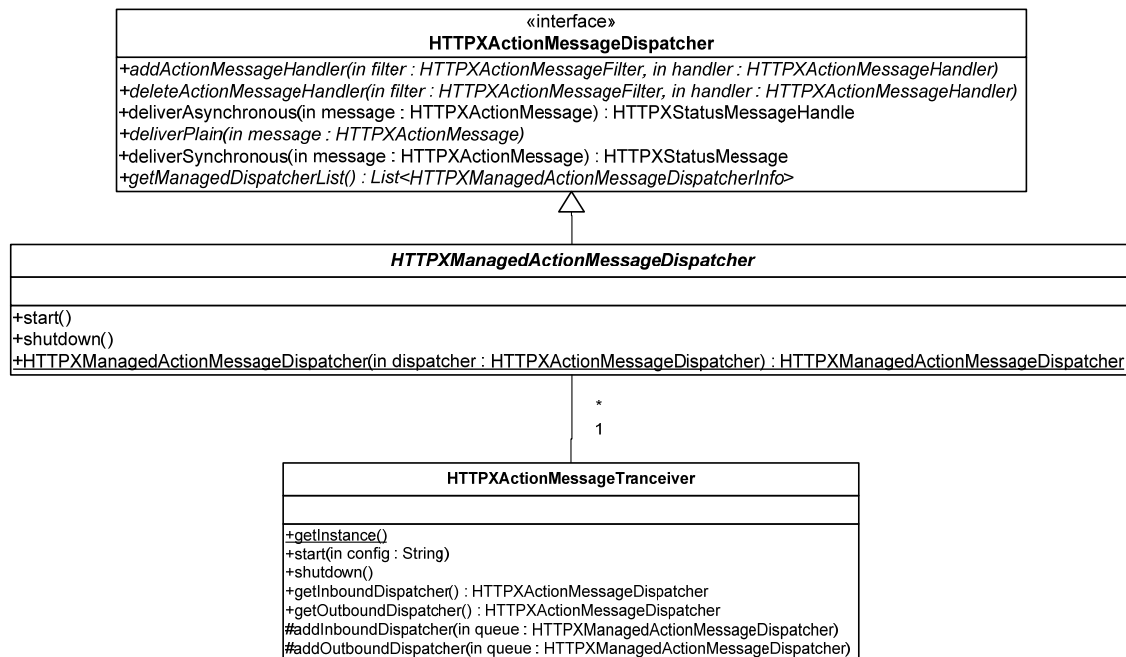 «interface»
HTTPXActionMessageDispatcher
+addActionMessageHandler(in filter : HTTPXActionMessageFilter, in handler : HTTPXActionMessageHandler)
+deleteActionMessageHandler(in filter : HTTPXActionMessageFilter, in handler : HTTPXActionMessageHandler)
+deliverAsynchronous(in message : HTTPXActionMessage) : HTTPXStatusMessageHandle
+deliverPlain(in message : HTTPXActionMessage)
+deliverSynchronous(in message : HTTPXActionMessage) : HTTPXStatusMessage
+getManagedDispatcherList() : List<HTTPXManagedActionMessageDispatcherInfo>
HTTPXManagedActionMessageDispatcher
+start()
+shutdown()
+HTTPXManagedActionMessageDispatcher(in dispatcher : HTTPXActionMessageDispatcher) : HTTPXManagedActionMessageDispatcher
*
1
HTTPXActionMessageTranceiver
+getInstance()
+start(in config : String)
+shutdown()
+getInboundDispatcher() : HTTPXActionMessageDispatcher
+getOutboundDispatcher() : HTTPXActionMessageDispatcher
#addInboundDispatcher(in queue : HTTPXManagedActionMessageDispatcher)
#addOutboundDispatcher(in queue : HTTPXManagedActionMessageDispatcher)